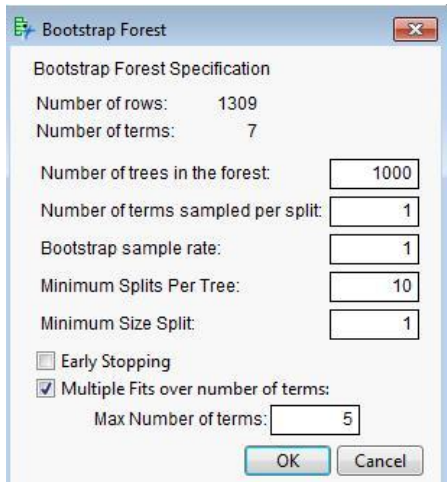 Bootstrap Forest
Bootstrap Forest Specification
Number of rows: 1309
Number of terms: 7
Number of trees in the forest: 1000
Number of terms sampled per split: 1
Bootstrap sample rate: 1
Minimum Splits Per Tree: 10
Minimum Size Split: 1
Early Stopping
Multiple Fits over number of terms:
Max Number of terms: 5
OK Cancel